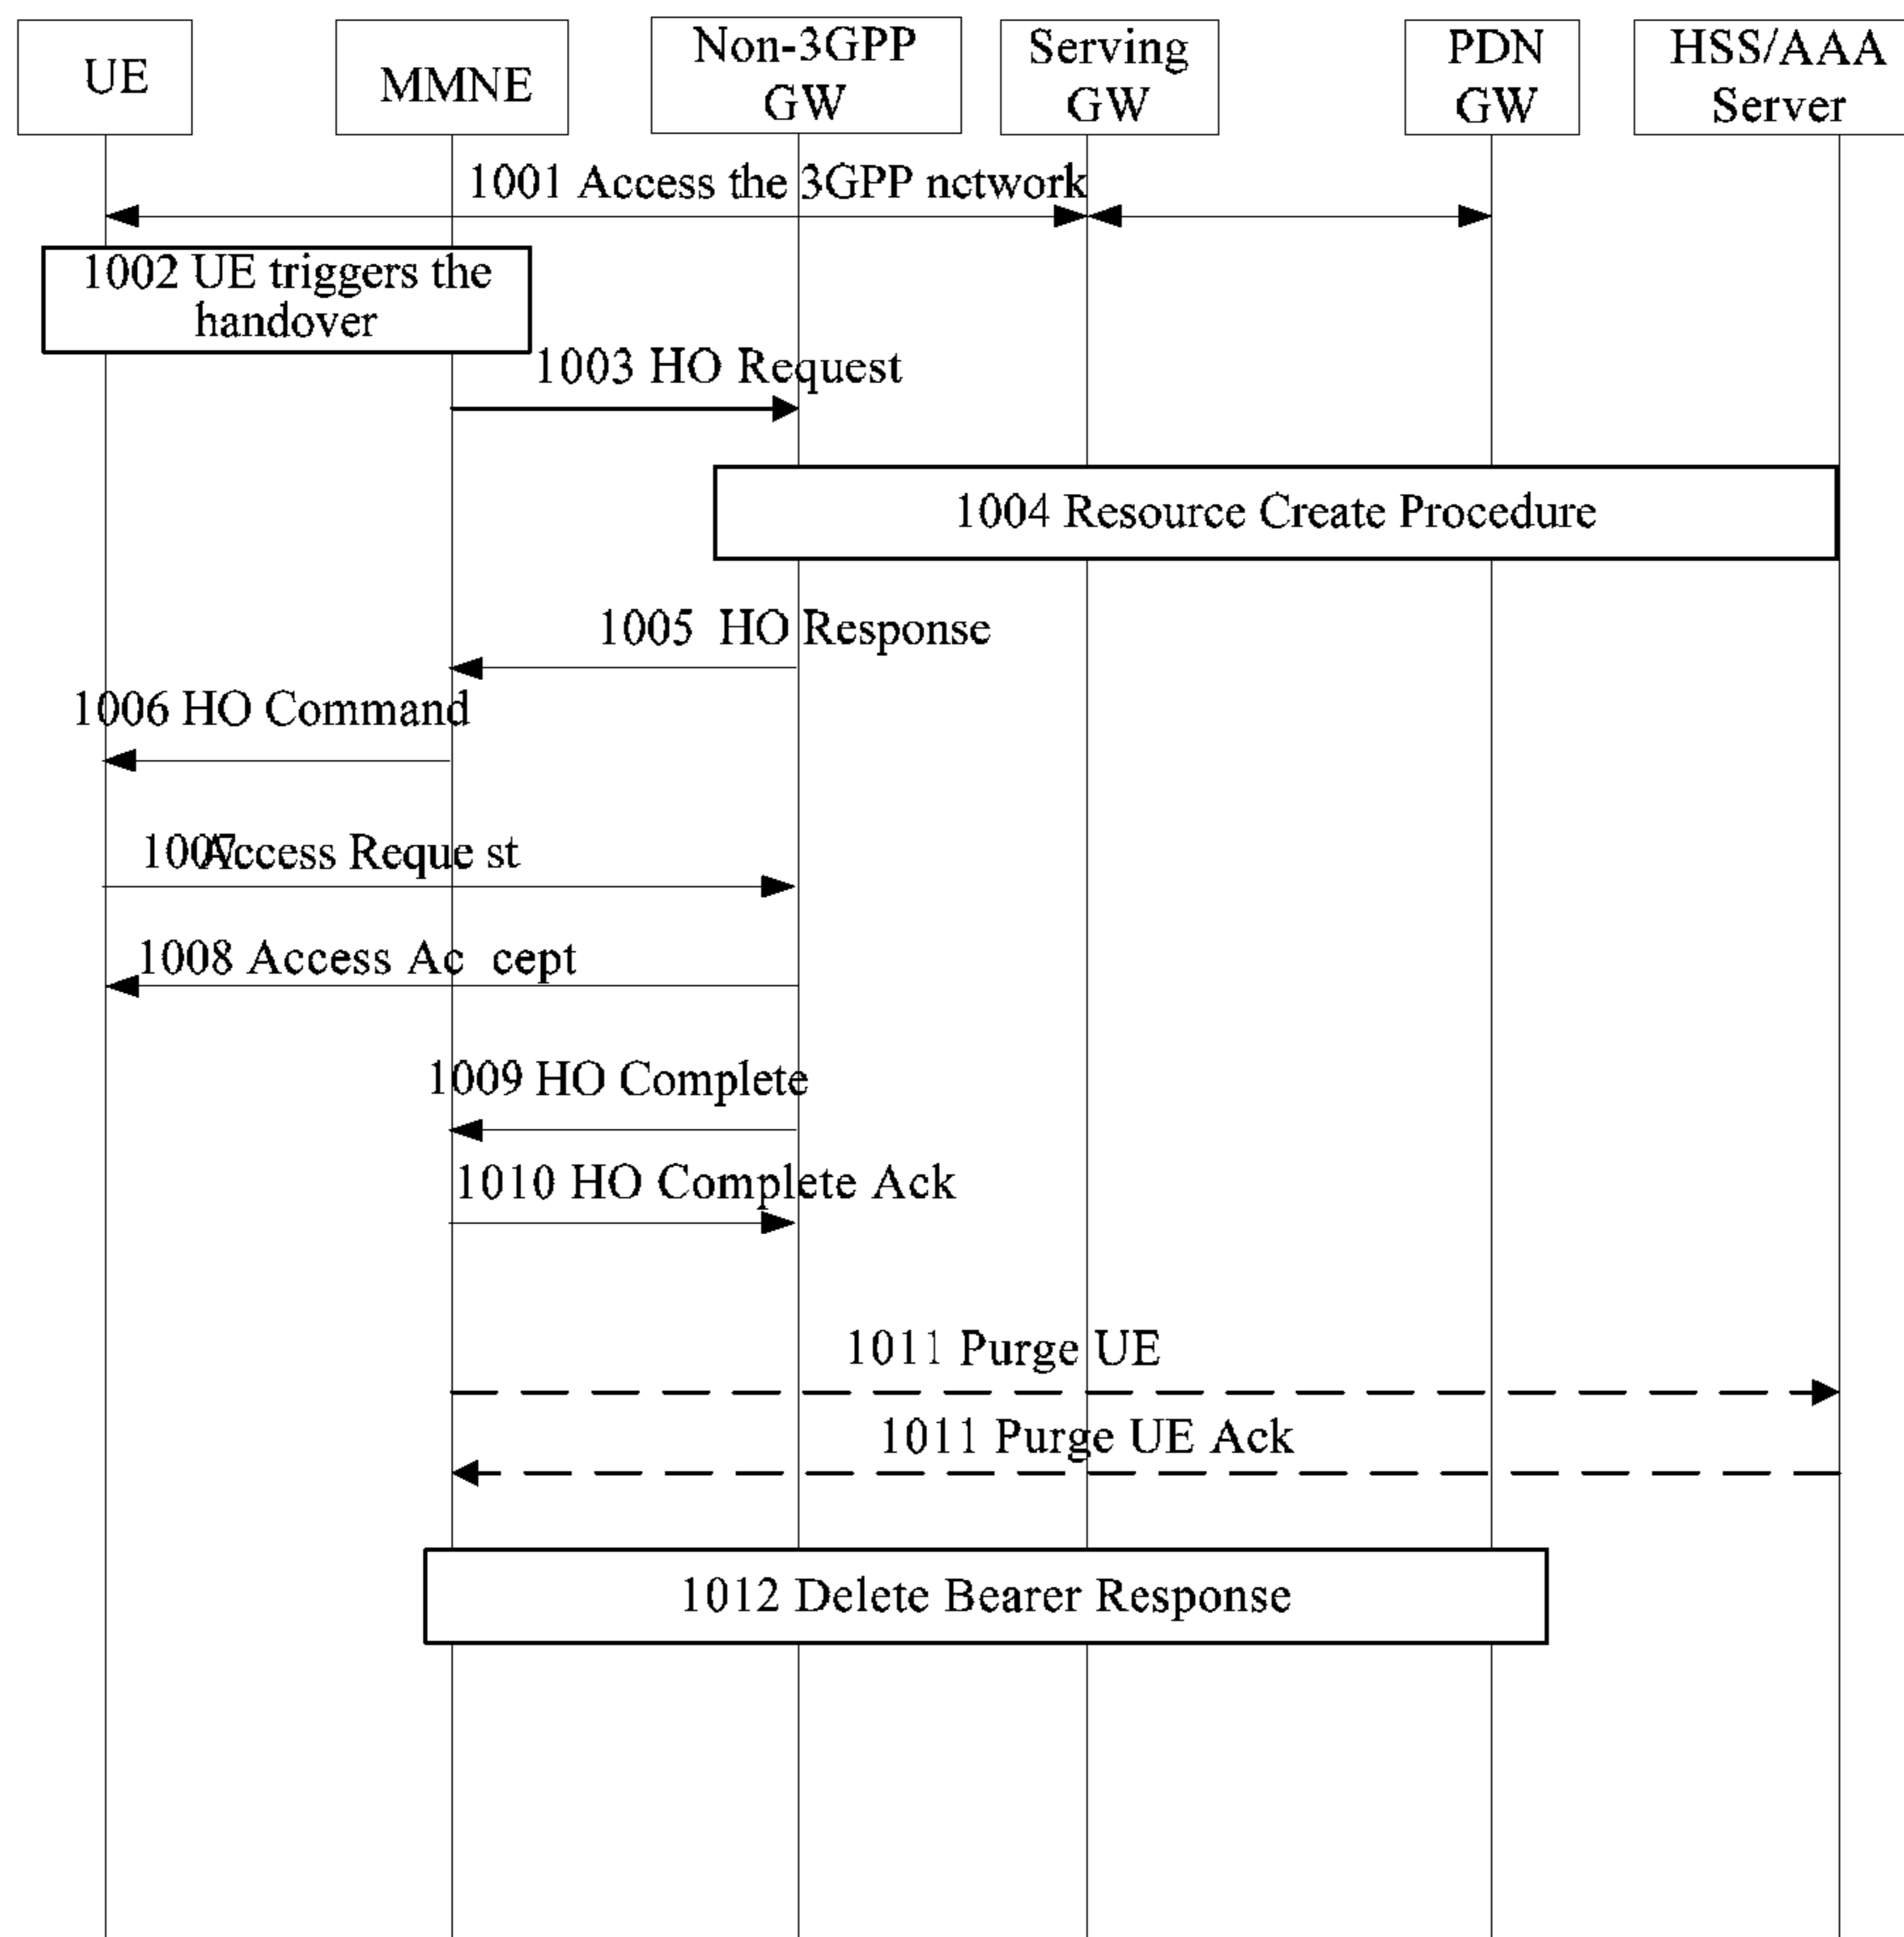 UE
MMNE
Non-3GPP
GW
Serving
GW
PDN
GW
HSS/AAA
Server
1001 Access the 3GPP nctwork
1002 UE triggers the
handover
1003 HO Request
1004 Resource Create Procedure
1005 HO Response
1006 HO Command
1007 Access Reque st
1008 Access Ac cept
1009 HO Complete
1010 HO Complete Ack
1011 Purge UE
1011 Purge UE Ack
1012 Delete Bearer Response